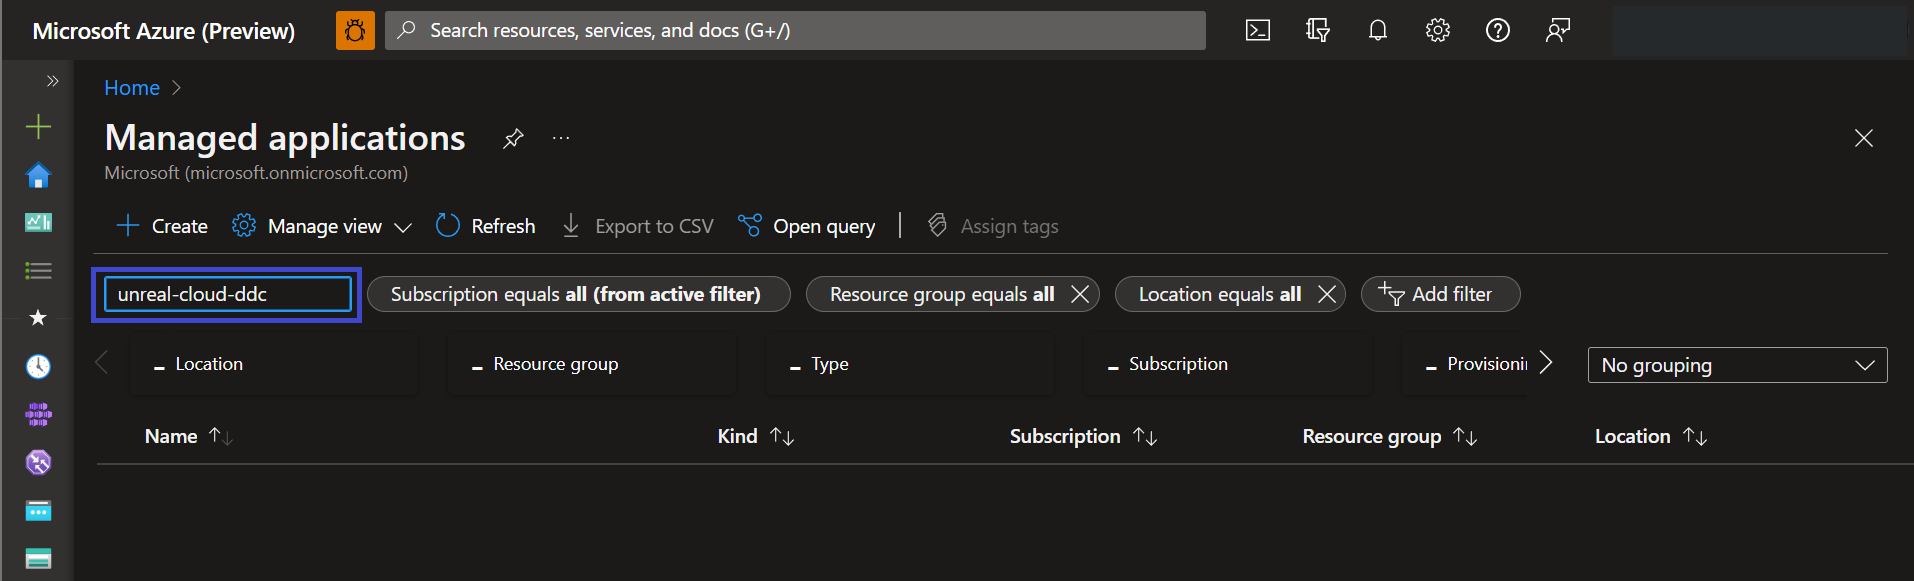 Microsoft Azure (Preview)
Search resources, services, and docs (G+/)
Home
Managed applications
Microsoft (microsoft.onmicrosoft.com)
Create Manage view Refresh Export to CSV Open query Assign tags
unreal-cloud-ddc Subscription equals all (from active filter) Resource group equals all Location equals all Add filter
Location Resource group Type Subscription Provisioni No grouping
Name Kind Subscription Resource group Location